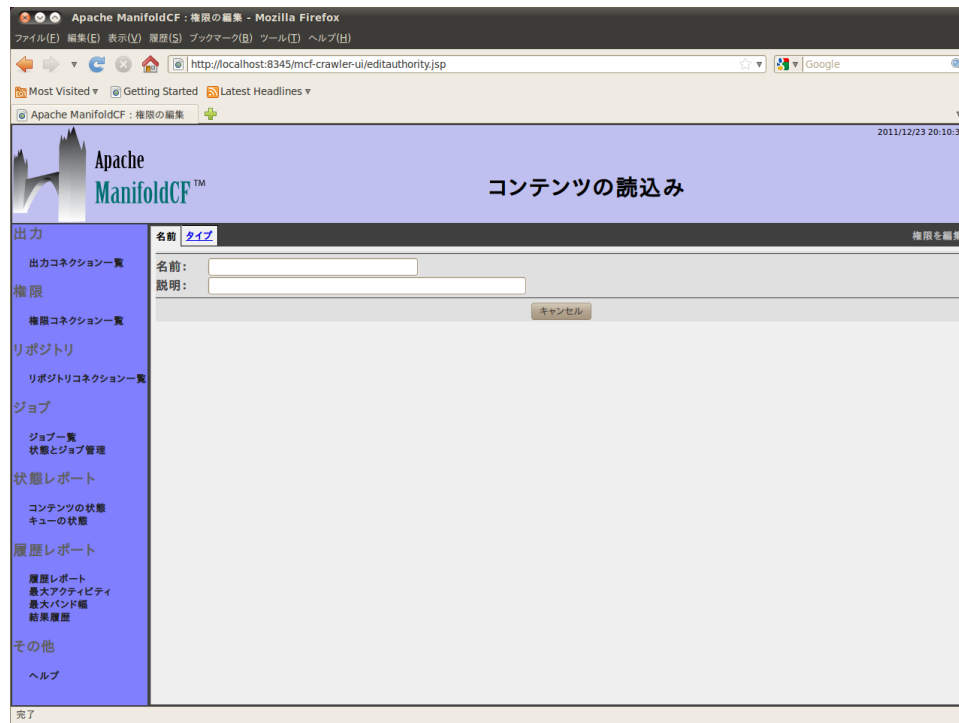 Apache ManifoldCF : 権限の編集 - Mozilla Firefox
ファイル(F) 編集(E) 表示(V) 履歴(S) ブックマーク(B) ツール(T) ヘルプ(H)
http://localhost:8345/mcf-crawler-ui/editauthority.jsp
Google
Most Visited Getting Started Latest Headlines
Apache ManifoldCF : 権限の編集
2011/12/23 20:10:3
Apache
ManifoldCF™
コンテンツの読込み
名前 タイプ
権限を編集
名前:
説明:
キャンセル
出力
出力コネクション一覧
権限
権限コネクション一覧
リポジトリ
リポジトリコネクション一覧
ジョブ
ジョブ一覧
状態とジョブ管理
状態レポート
コンテンツの状態
キューの状態
履歴レポート
履歴レポート
最大アクティビティ
最大バンド幅
結果履歴
その他
ヘルプ
完了